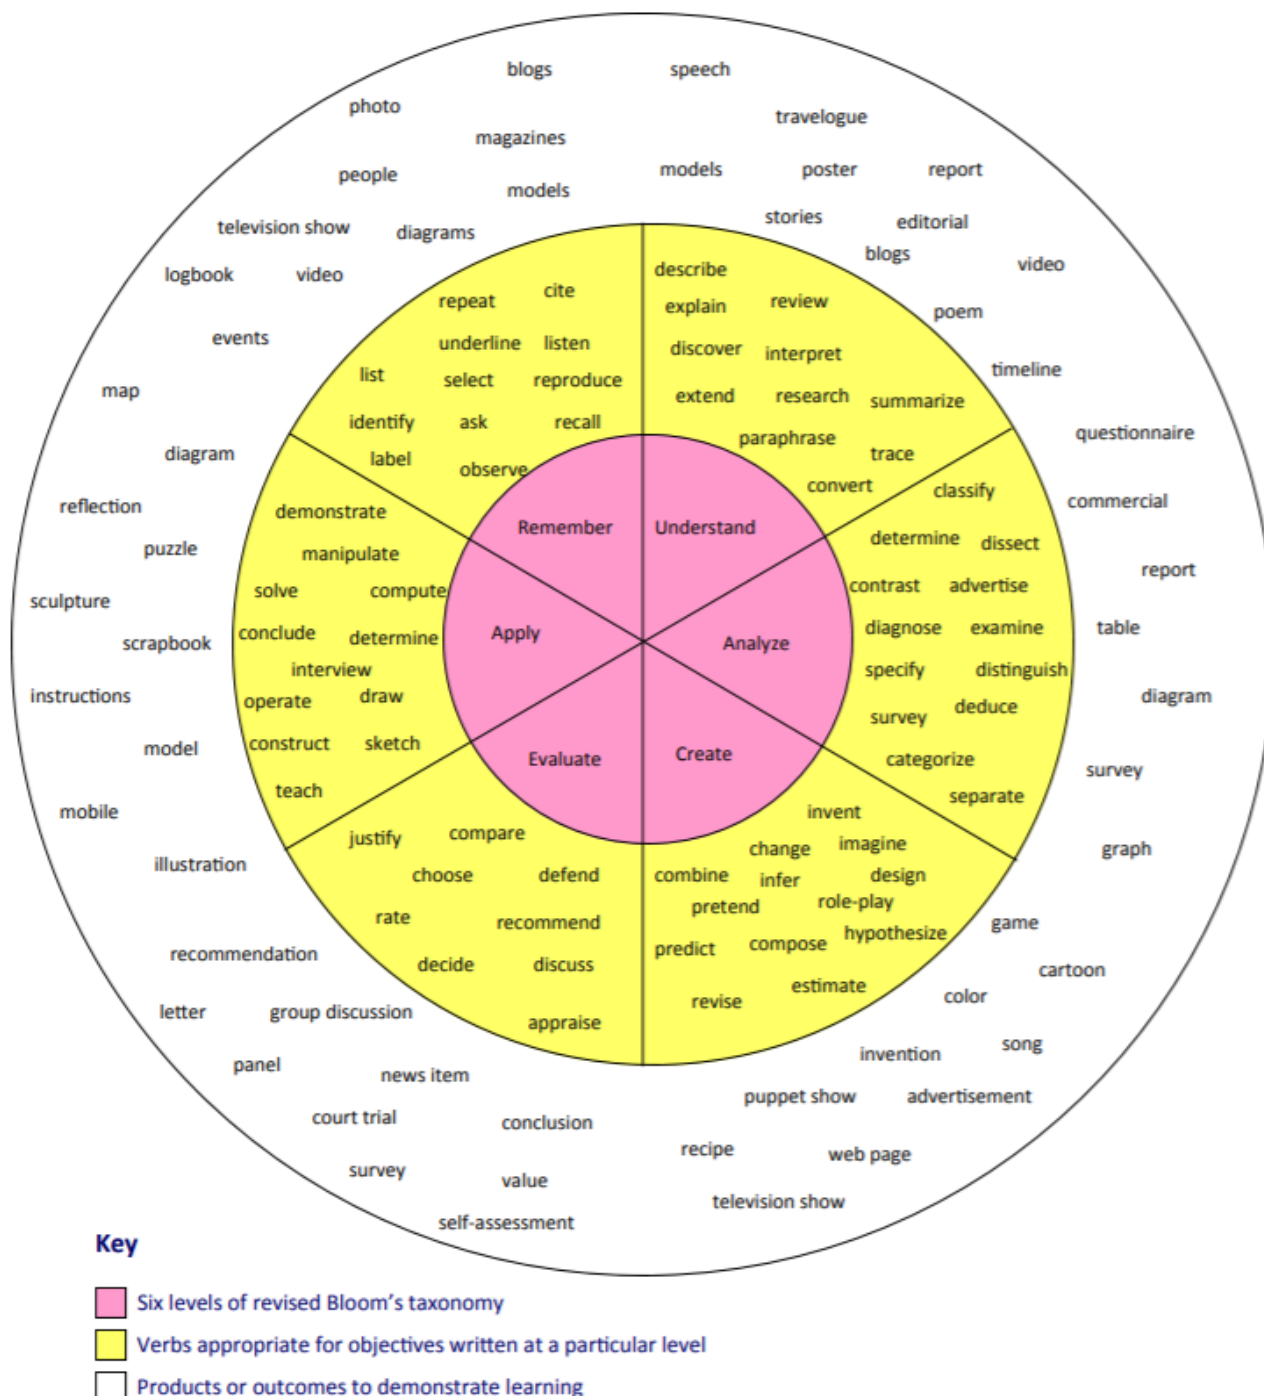 blogs
speech
photo
travelogue
magazines
people
models
models
poster
report
television show
diagrams
stories
editorial
logbook
video
blogs
video
events
poem
map
timeline
diagram
questionnaire
reflection
commercial
puzzle
report
sculpture
scrapbook
table
instructions
diagram
model
survey
mobile
illustration
graph
recommendation
game
cartoon
letter
group discussion
color
panel
news item
invention
song
court trial
conclusion
puppet show
advertisement
survey
value
recipe
web page
self-assessment
television show
repeat
cite
underline
listen
list
select
reproduce
identify
ask
recall
label
observe
describe
explain
review
discover
interpret
extend
research
summarize
paraphrase
trace
convert
classify
determine
dissect
contrast
advertise
diagnose
examine
specify
distinguish
survey
deduce
categorize
separate
invent
change
imagine
combine
infer
design
pretend
role-play
predict
compose
hypothesize
revise
estimate
justify
compare
choose
defend
rate
recommend
decide
discuss
appraise
demonstrate
manipulate
solve
compute
conclude
determine
interview
operate
draw
construct
sketch
teach
Remember
Understand
Apply
Analyze
Evaluate
Create
Key
Six levels of revised Bloom's taxonomy
Verbs appropriate for objectives written at a particular level
Products or outcomes to demonstrate learning